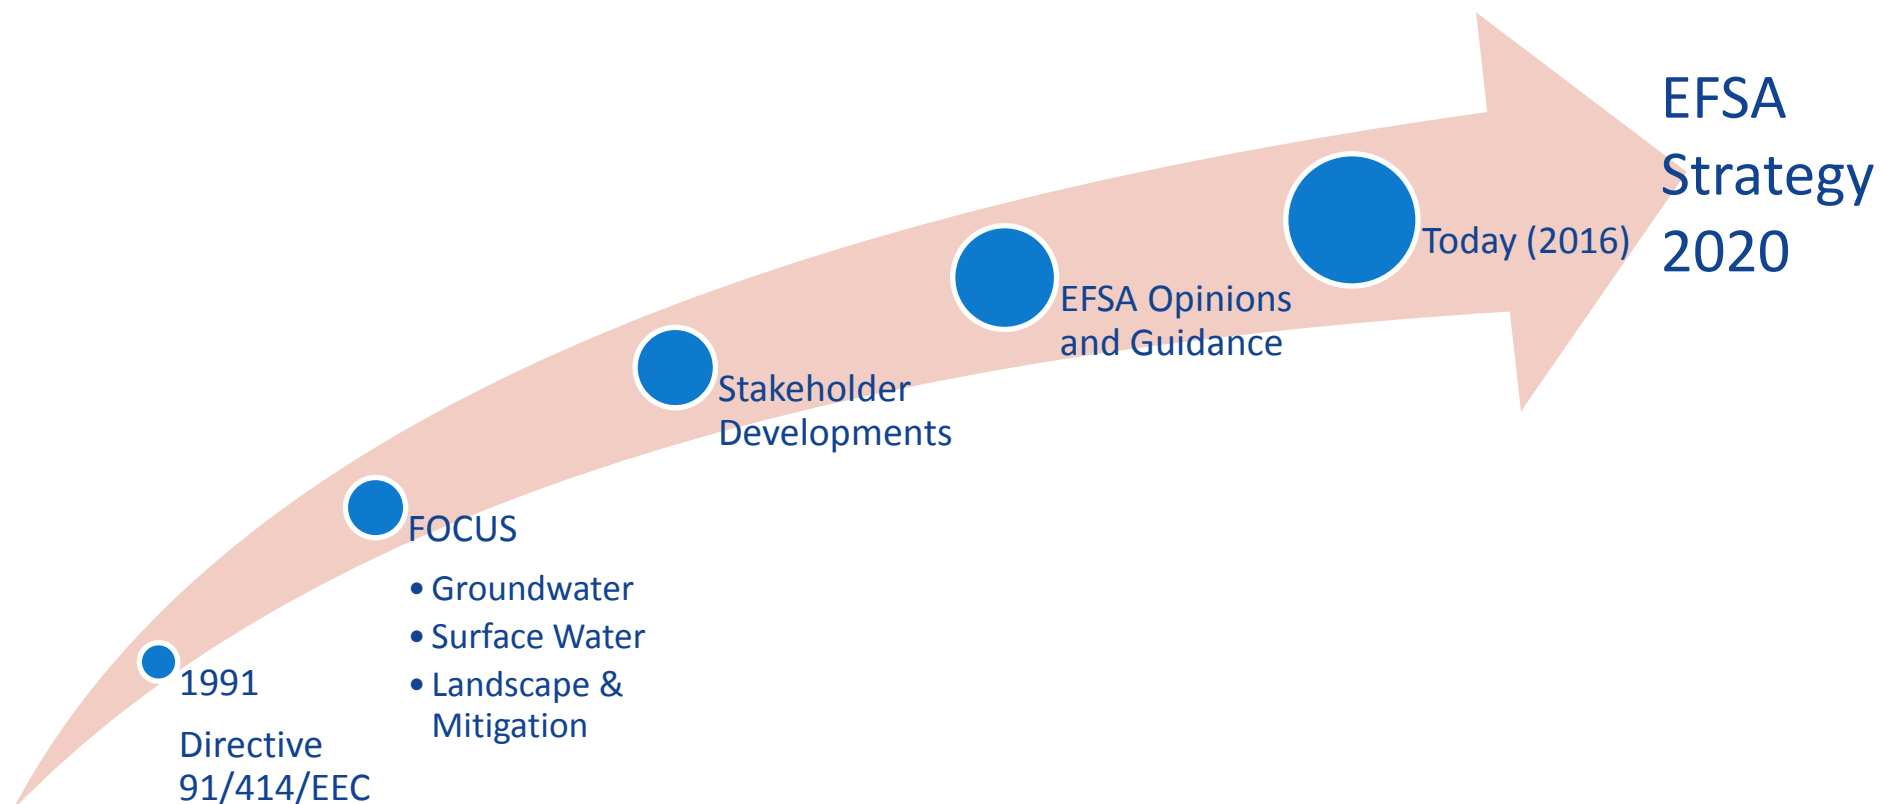 1991
Directive
91/414/EEC
FOCUS
• Groundwater
• Surface Water
• Landscape &
Mitigation
Stakeholder
Developments
EFSA Opinions
and Guidance
Today (2016)
EFSA
Strategy
2020